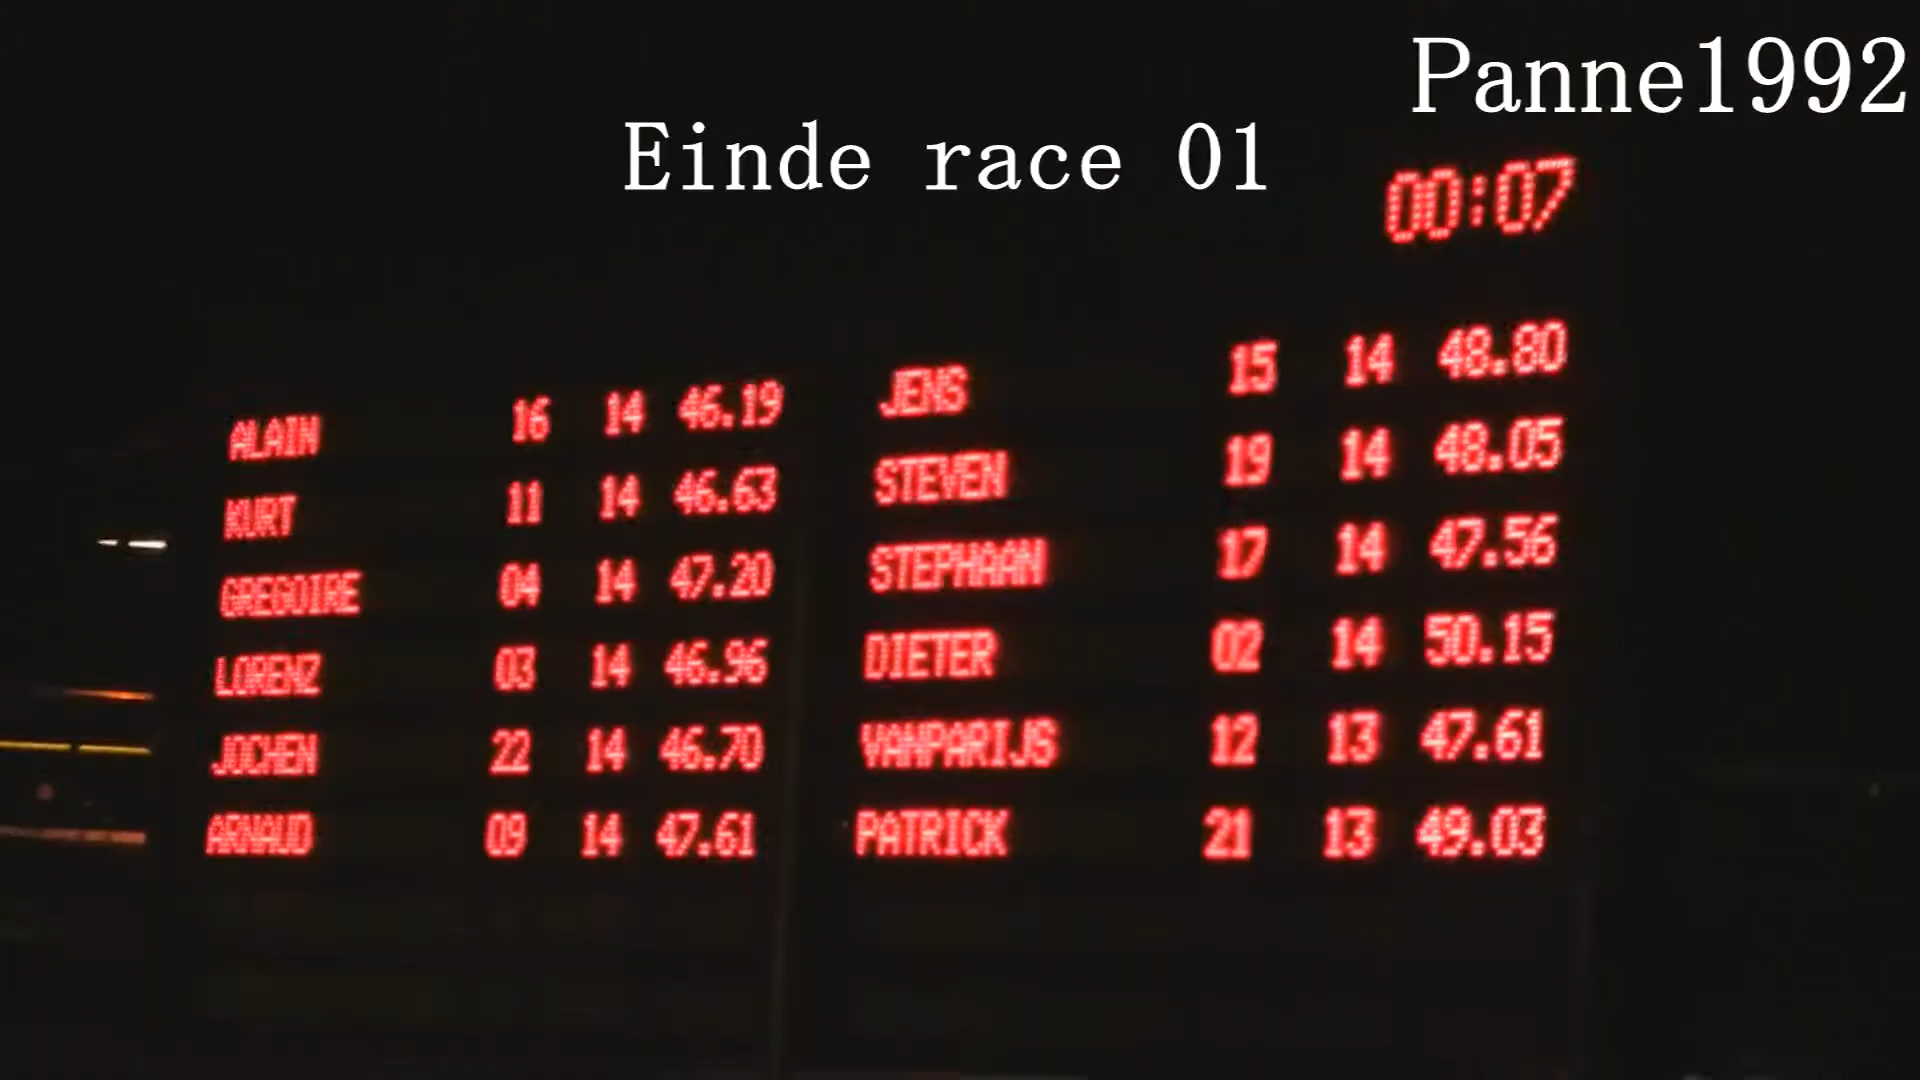 Panne1992
Einde race 01
00:07
ALAIN 16 14 46.19
KURT 11 14 46.63
GREGOIRE 04 14 47.20
LORENZ 03 14 46.96
JOCHEN 22 14 46.70
ARNAUD 09 14 47.61
JENS 15 14 48.80
STEVEN 19 14 48.05
STEPHAAN 17 14 47.56
DIETER 02 14 50.15
VANPARIJS 12 13 47.61
PATRICK 21 13 49.03